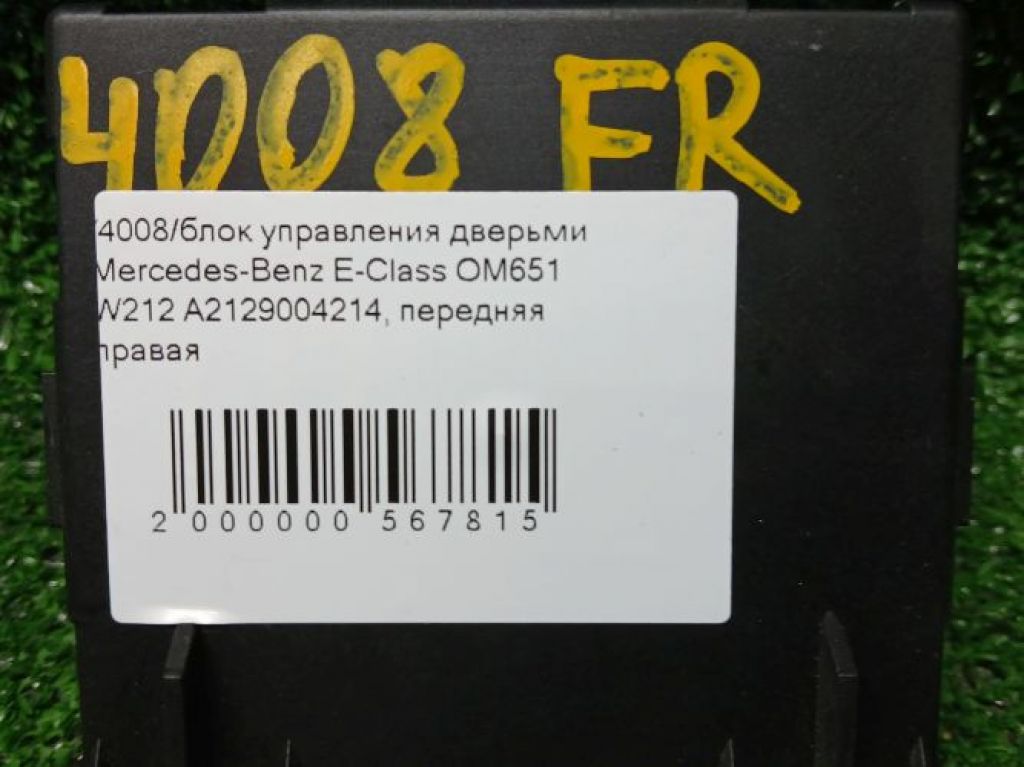 4008 FR
/4008/блок управления дверьми
Mercedes-Benz E-Class OM651
W212 A2129004214, передняя
правая
2 000000 567815